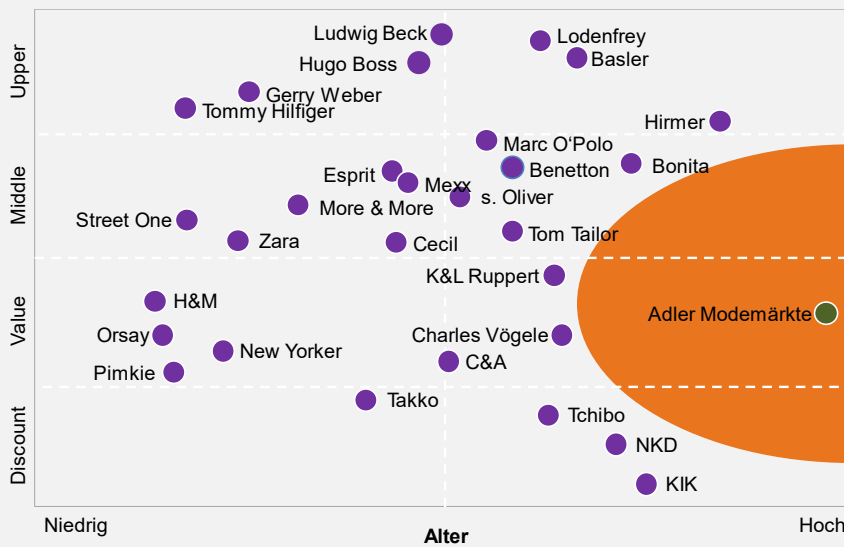 Upper
Ludwig Beck
Lodenfrey
Hugo Boss
Basler
Gerry Weber
Tommy Hilfiger
Hirmer
Middle
Marc O‘Polo
Esprit
Benetton
Bonita
Mexx
More & More
s. Oliver
Street One
Zara
Cecil
Tom Tailor
Value
K&L Ruppert
H&M
Adler Modemärkte
Orsay
Charles Vögele
New Yorker
C&A
Pimkie
Discount
Takko
Tchibo
NKD
KIK
Niedrig
Alter
Hoch